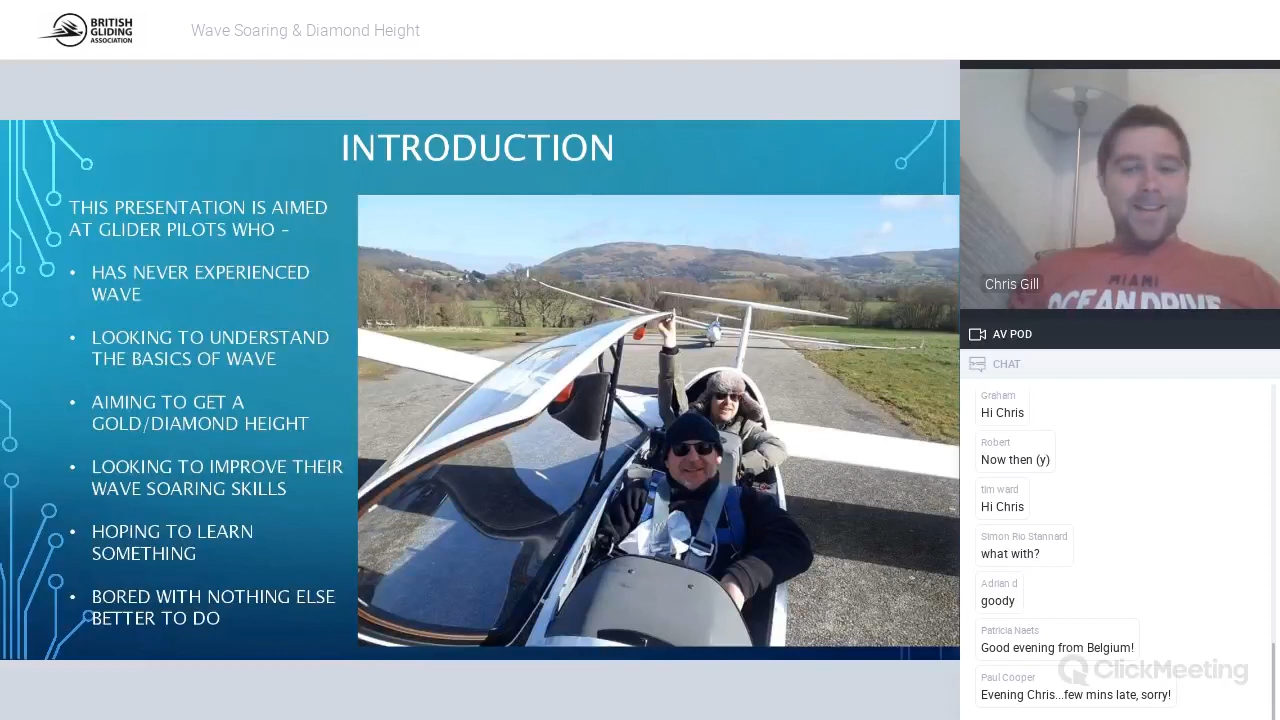 BRITISH
GLIDING
ASSOCIATION
Wave Soaring & Diamond Height
INTRODUCTION
THIS PRESENTATION IS AIMED
AT GLIDER PILOTS WHO –
• HAS NEVER EXPERIENCED
WAVE
• LOOKING TO UNDERSTAND
THE BASICS OF WAVE
• AIMING TO GET A
GOLD/DIAMOND HEIGHT
• LOOKING TO IMPROVE THEIR
WAVE SOARING SKILLS
• HOPING TO LEARN
SOMETHING
• BORED WITH NOTHING ELSE
BETTER TO DO
MIAMI
OCEAN DRIVE
Chris Gill
AV POD
CHAT
Graham
Hi Chris
Robert
Now then (y)
tim ward
Hi Chris
Simon Rio Stannard
what with?
Adrian d
goody
Patricia Naets
Good evening from Belgium!
ClickMeeting
Paul Cooper
Evening Chris...few mins late, sorry!